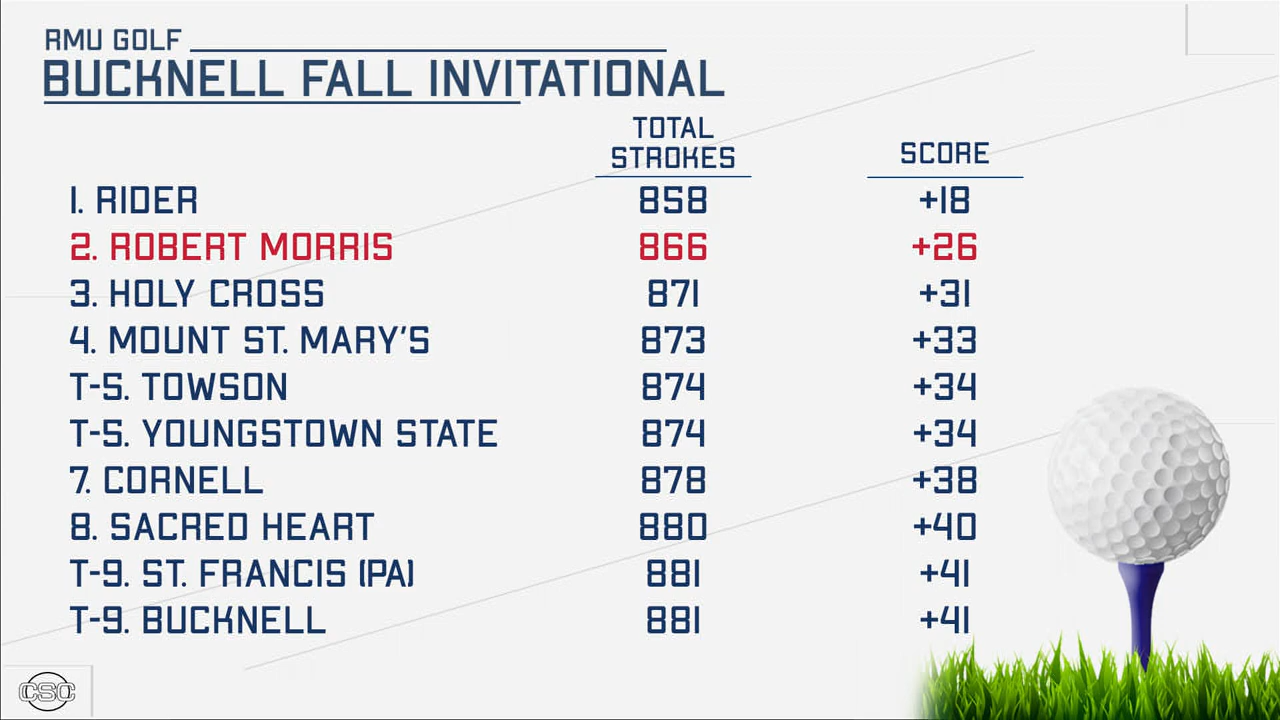 RMU GOLF
BUCKNELL FALL INVITATIONAL
TOTAL
STROKES SCORE
1. RIDER 858 +18
2. ROBERT MORRIS 866 +26
3. HOLY CROSS 871 +31
4. MOUNT ST. MARY'S 873 +33
T-5. TOWSON 874 +34
T-5. YOUNGSTOWN STATE 874 +34
7. CORNELL 878 +38
8. SACRED HEART 880 +40
T-9. ST. FRANCIS (PA) 881 +41
T-9. BUCKNELL 881 +41
CSC